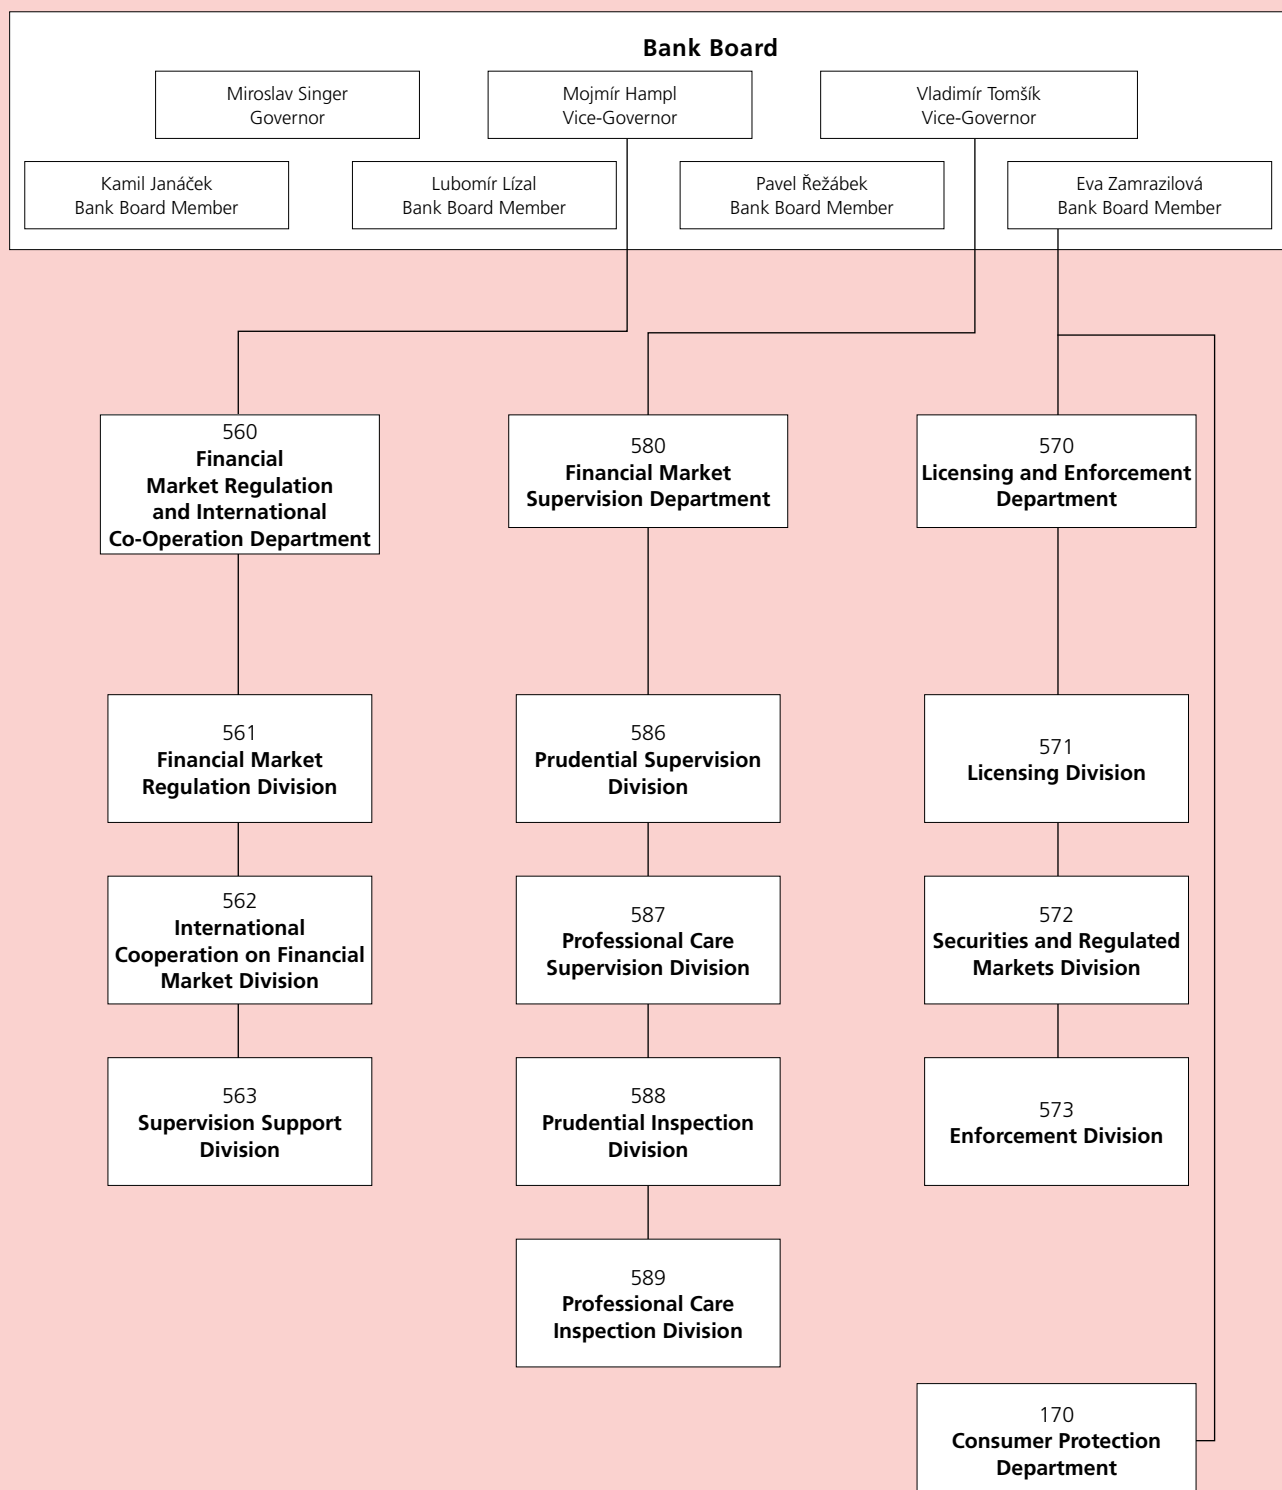 Bank Board
Miroslav Singer
Governor
Mojmír Hampl
Vice-Governor
Vladimír Tomšík
Vice-Governor
Kamil Janáček
Bank Board Member
Lubomír Lízal
Bank Board Member
Pavel Řežábek
Bank Board Member
Eva Zamrazilová
Bank Board Member
560
Financial
Market Regulation
and International
Co-Operation Department
580
Financial Market
Supervision Department
570
Licensing and Enforcement
Department
561
Financial Market
Regulation Division
586
Prudential Supervision
Division
571
Licensing Division
562
International
Cooperation on Financial
Market Division
587
Professional Care
Supervision Division
572
Securities and Regulated
Markets Division
563
Supervision Support
Division
588
Prudential Inspection
Division
573
Enforcement Division
589
Professional Care
Inspection Division
170
Consumer Protection
Department